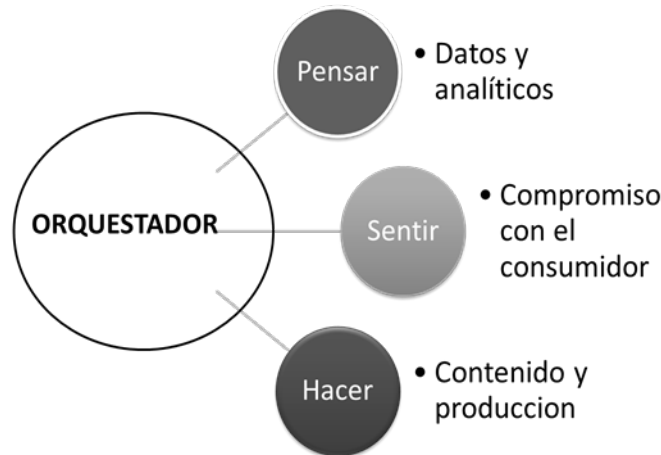 Pensar
• Datos y
analíticos
ORQUESTADOR
Sentir
• Compromiso
con el
consumidor
Hacer
• Contenido y
produccion